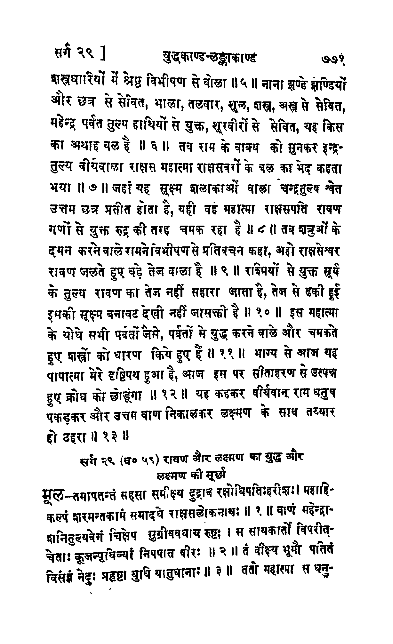 सर्ग २९ ] युद्धकाण्ड-लङ्काकाण्ड ७७१
शस्त्रधारियों में श्रेष्ठ विभीषण से बोला ॥ ५ ॥ नाना झण्डे झण्डियों
और छत्र से सेवित, भाला, तलवार, शूल, शस्त्र, अस्त्र से सेवित,
महेन्द्र पर्वत तुल्य हाथियों से युक्त, शूरवीरों से सेवित, यह किस
का अथाह बल है ॥ ६ ॥ तब राम के वाक्य को सुनकर इन्द्र-
तुल्य वीर्यवाला राक्षस महात्मा राक्षसवरों के बल का भेद कहता
भया ॥ ७ ॥ जहां यह सूक्ष्म शलाकाओं वाला चन्द्रतुल्य श्वेत
उत्तम छत्र प्रतीत होता है, यही वह महात्मा राक्षसपति रावण
गणों से युक्त रुद्र की तरह चमक रहा है ॥ ८ ॥ तब शत्रुओं के
दमन करने वाले रामने विभीषण से प्रतिवचन कहा, अहो राक्षसेश्वर
रावण जलते हुए बड़े तेज वाला है ॥ ९ ॥ रश्मियों से युक्त सूर्य
के तुल्य रावण का तेज नहीं सहारा जासा है, तेज से ढकी हुई
इसकी सूक्ष्म बनावट देखी नहीं जासक्ती है ॥ १० ॥ इस महात्मा
के योधे सभी पर्वतों जैसे, पर्वतों से युद्ध करने वाले और चमकते
हुए शस्त्रों को धारण किये हुए हैं ॥ ११ ॥ भाग्य से आज यह
पापात्मा मेरे दृष्टिपथ हुआ है, आज इस पर सीताहरण से उत्पन्न
हुए क्रोध को छोडूंगा ॥ १२ ॥ यह कहकर वीर्यवान् राम धनुष
पकड़कर और उत्तम बाण निकालकर लक्ष्मण के साथ तय्यार
हो ठहरा ॥ १३ ॥
सर्ग २९ (व० ५९) रावण और लक्ष्मण का युद्ध और
लक्ष्मण की मूर्छा
मूल-तमापतन्तं सहसा समीक्ष्य दुद्राव रक्षोधिपतिंहरीशः। महाहि-
कल्पं शरमन्तकाभं समाददे राक्षसलोकनाथः ॥ १ ॥ बाणं महेन्द्रा-
शनितुल्यवेगं चिक्षेप सुग्रीववधाय रुष्टः । स सायकार्तो विपरीत-
चेताः कूजन्पृथिव्यां निपपात वीरः ॥ २ ॥ तं वीक्ष्य भूमौ पतितं
विसंज्ञं नेदुः प्रहृष्टा युधि यातुधानाः ॥ ३ ॥ ततो महात्मा स धनु-